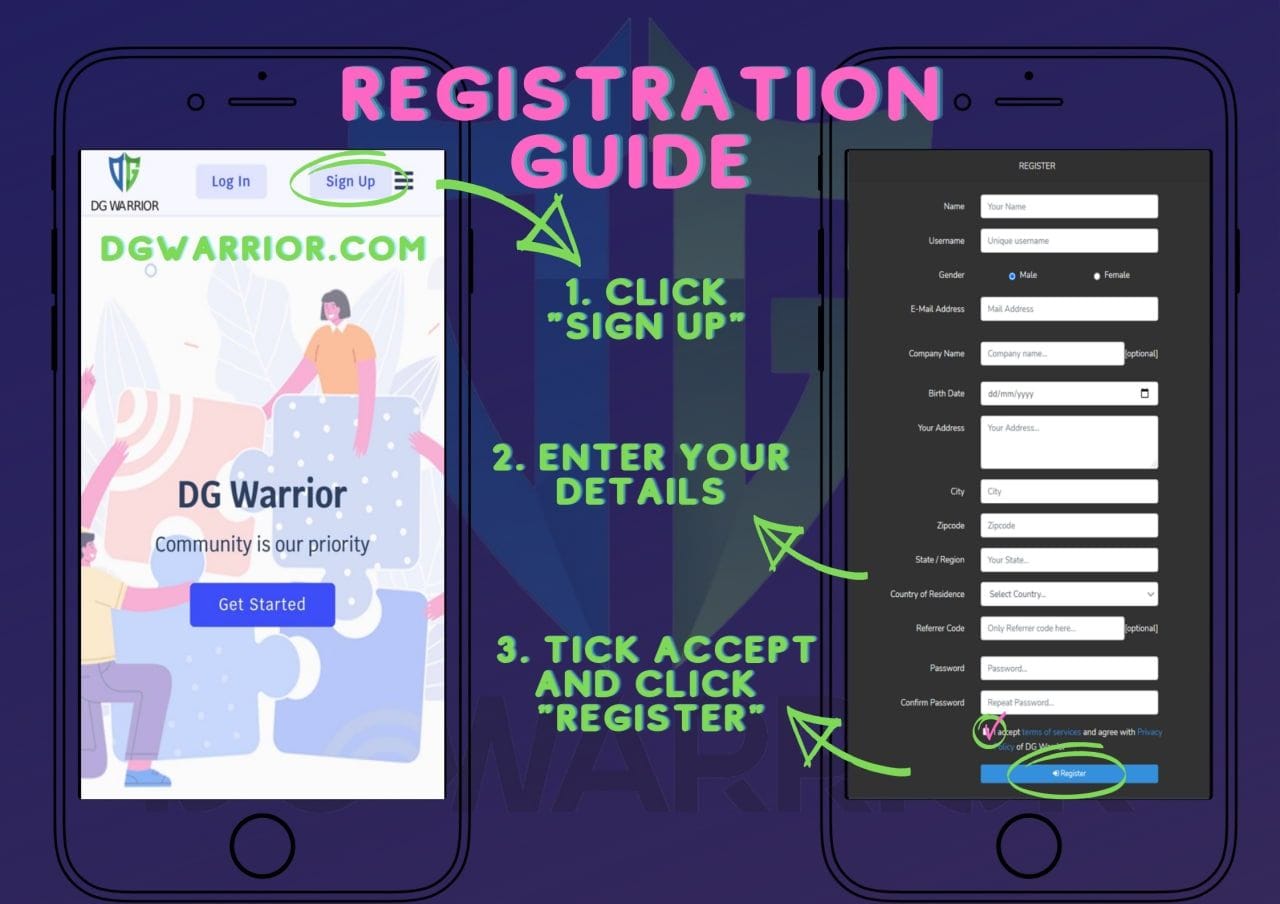 REGISTRATION
GUIDE
DG WARRIOR
Log In
Sign Up
DGWARRIOR.COM
DG Warrior
Community is our priority
Get Started
1. CLICK
"SIGN UP"
2. ENTER YOUR
DETAILS
3. TICK ACCEPT
AND CLICK
"REGISTER"
REGISTER
Name Your Name
Username Unique username
Gender Male Female
E-Mail Address Mail Address
Company Name Company name... [optional]
Birth Date dd/mm/yyyy
Your Address Your Address...
City City
Zipcode Zipcode
State / Region Your State...
Country of Residence Select Country...
Referrer Code Only Referrer code here... [optional]
Password Password...
Confirm Password Repeat Password...
I accept terms of services and agree with Privacy
Policy of DG Warrior
Register
DG WARRIOR